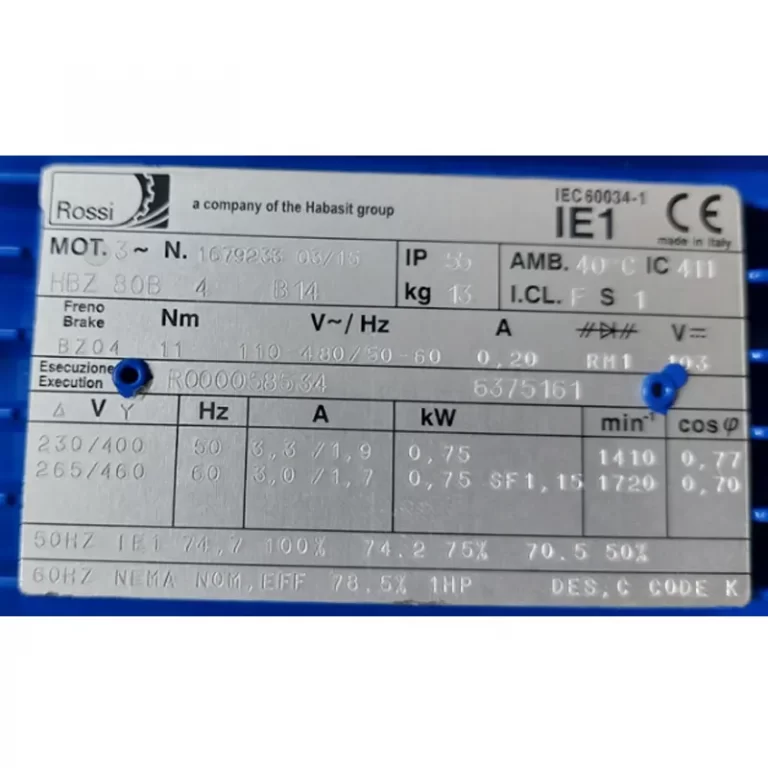 Rossi a company of the Habasit group IEC 60034-1 IE1 CE
made in Italy
MOT. 3~ N. 1679233 03/15 IP 55 AMB. 40°C IC 411
HBZ 80B 4 B14 kg 13 I.CL. F S 1
Freno
Brake Nm V~/Hz A V=
BZ04 11 110-480/50-60 0,20 RM1 103
Esecuzione
Execution R000038534 6375161
Δ V Y Hz A kW min⁻¹ cosφ
230/400 50 3,3/1,9 0,75 1410 0,77
265/460 60 3,0/1,7 0,75 SF1,15 1720 0,70
50HZ IE1 74,7 100% 74.2 75% 70.5 50%
60HZ NEMA NOM,EFF 78.5% 1HP DES,C CODE K